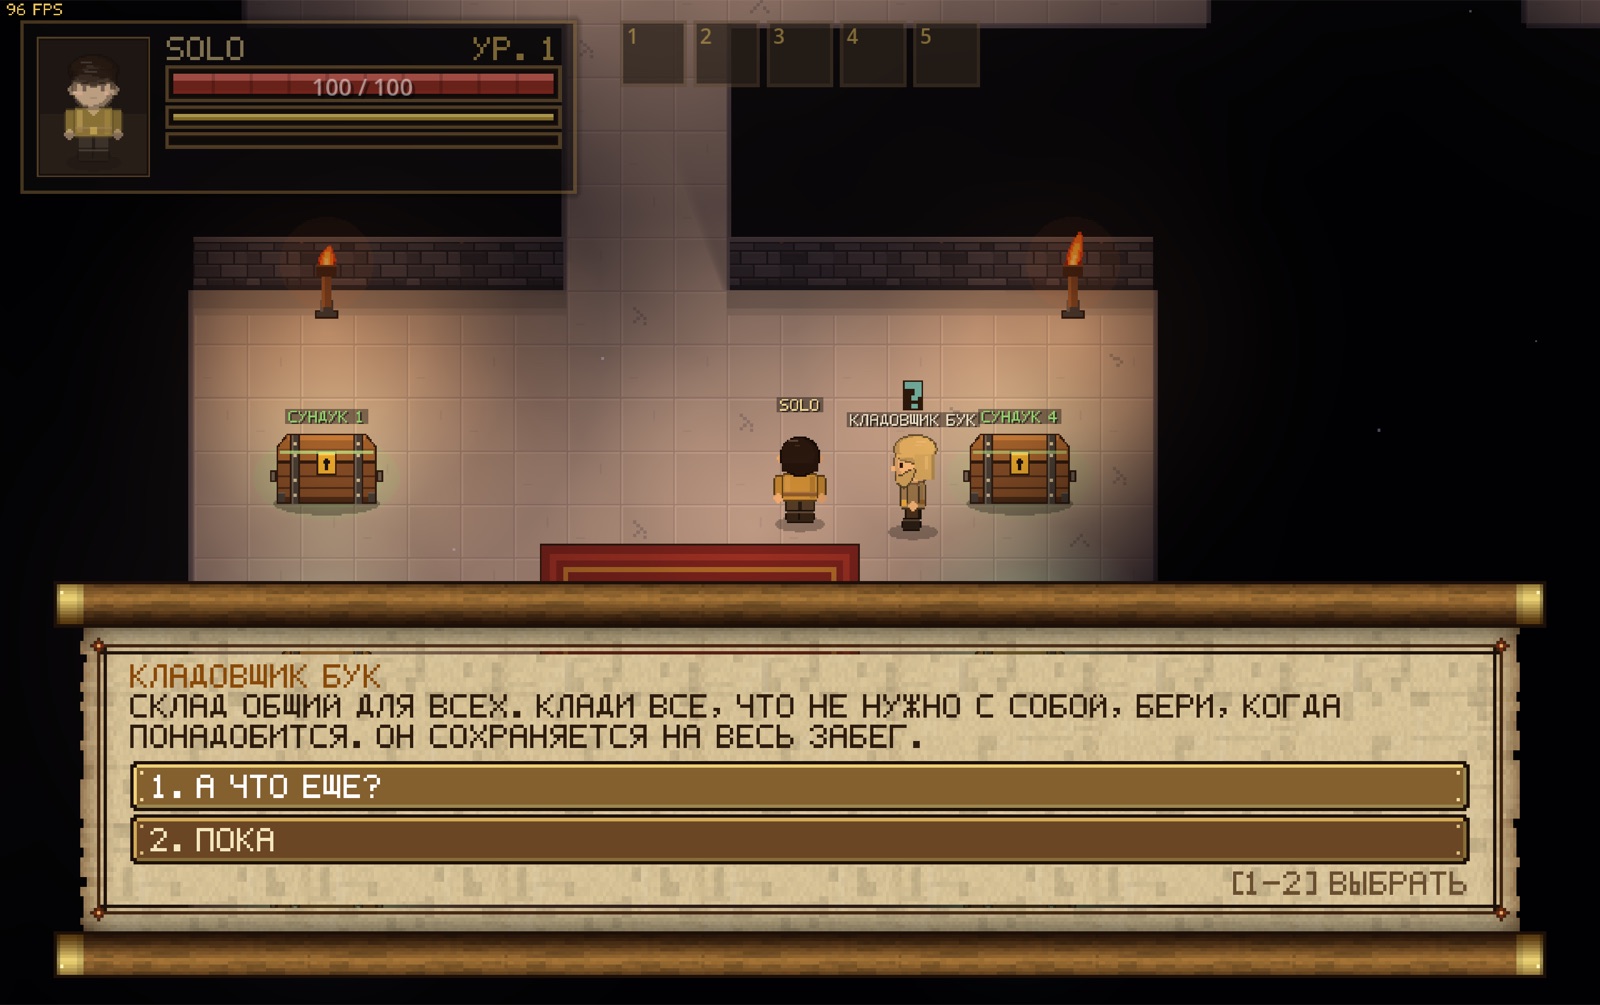 96 FPS
SOLO УР. 1
100 / 100
1 2 3 4 5
SOLO
КЛАДОВЩИК БУК
СУНДУК 1
СУНДУК 4
КЛАДОВЩИК БУК
СКЛАД ОБЩИЙ ДЛЯ ВСЕХ. КЛАДИ ВСЕ, ЧТО НЕ НУЖНО С СОБОЙ, БЕРИ, КОГДА
ПОНАДОБИТСЯ. ОН СОХРАНЯЕТСЯ НА ВЕСЬ ЗАБЕГ.
1. А ЧТО ЕЩЕ?
2. ПОКА
[1-2] ВЫБРАТЬ